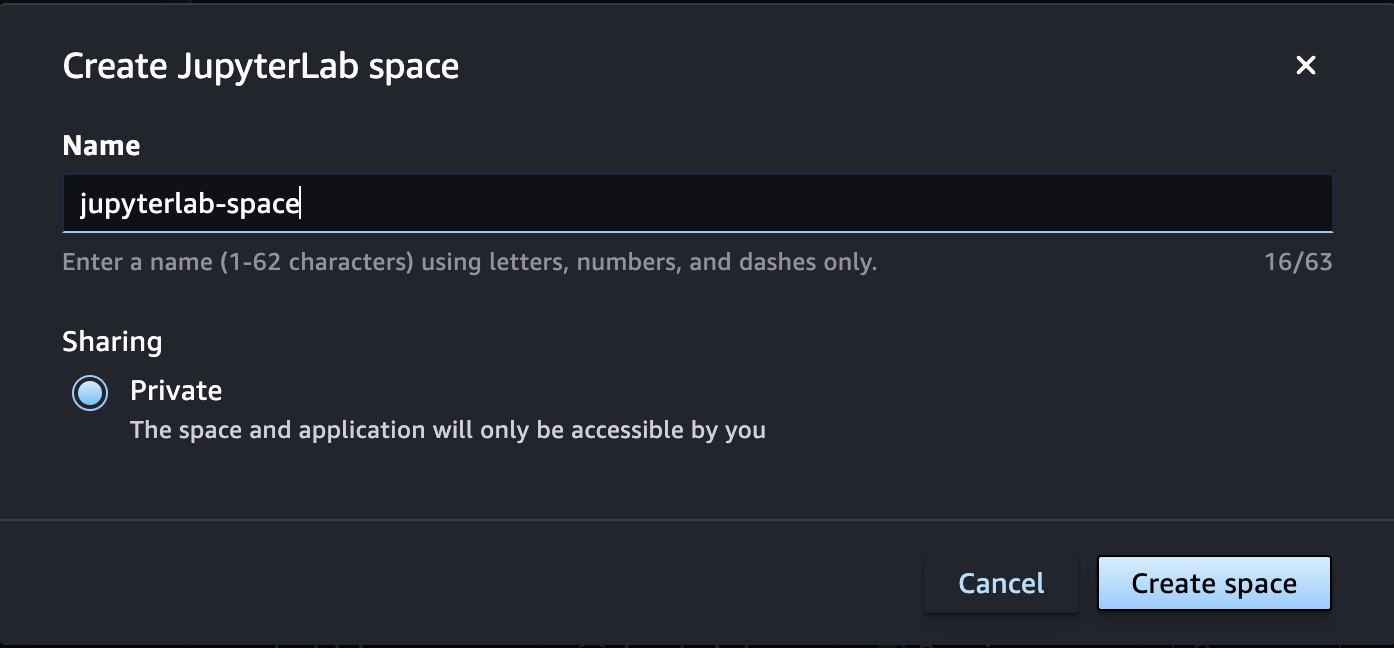 Create JupyterLab space
Name
jupyterlab-space
Enter a name (1-62 characters) using letters, numbers, and dashes only.
16/63
Sharing
Private
The space and application will only be accessible by you
Cancel
Create space